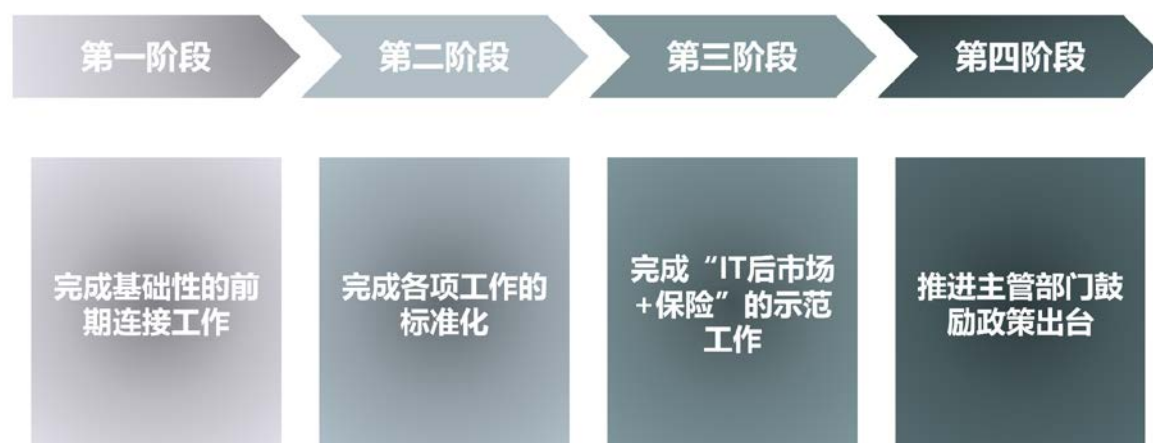 第一阶段
第二阶段
第三阶段
第四阶段
完成基础性的前
期连接工作
完成各项工作的
标准化
完成“IT后市场
+保险”的示范
工作
推进主管部门鼓
励政策出台